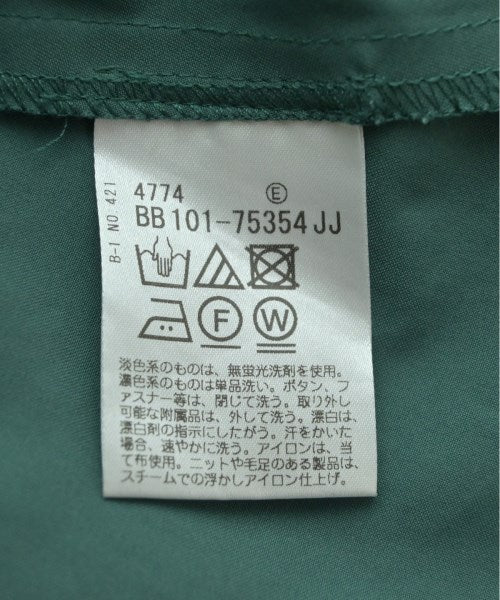 4774 Ⓔ
BB101-75354JJ
B-I NO.421
F W
淡色系のものは、無蛍光洗剤を使用。
濃色系のものは単品洗い。ボタン、フ
ァスナー等は、閉じて洗う。取り外し
可能な附属品は、外して洗う。漂白は、
漂白剤の指示にしたがう。汗をかいた
場合、速やかに洗う。アイロンは、当
て布使用。ニットや毛足のある製品は、
スチームでの浮かしアイロン仕上げ。